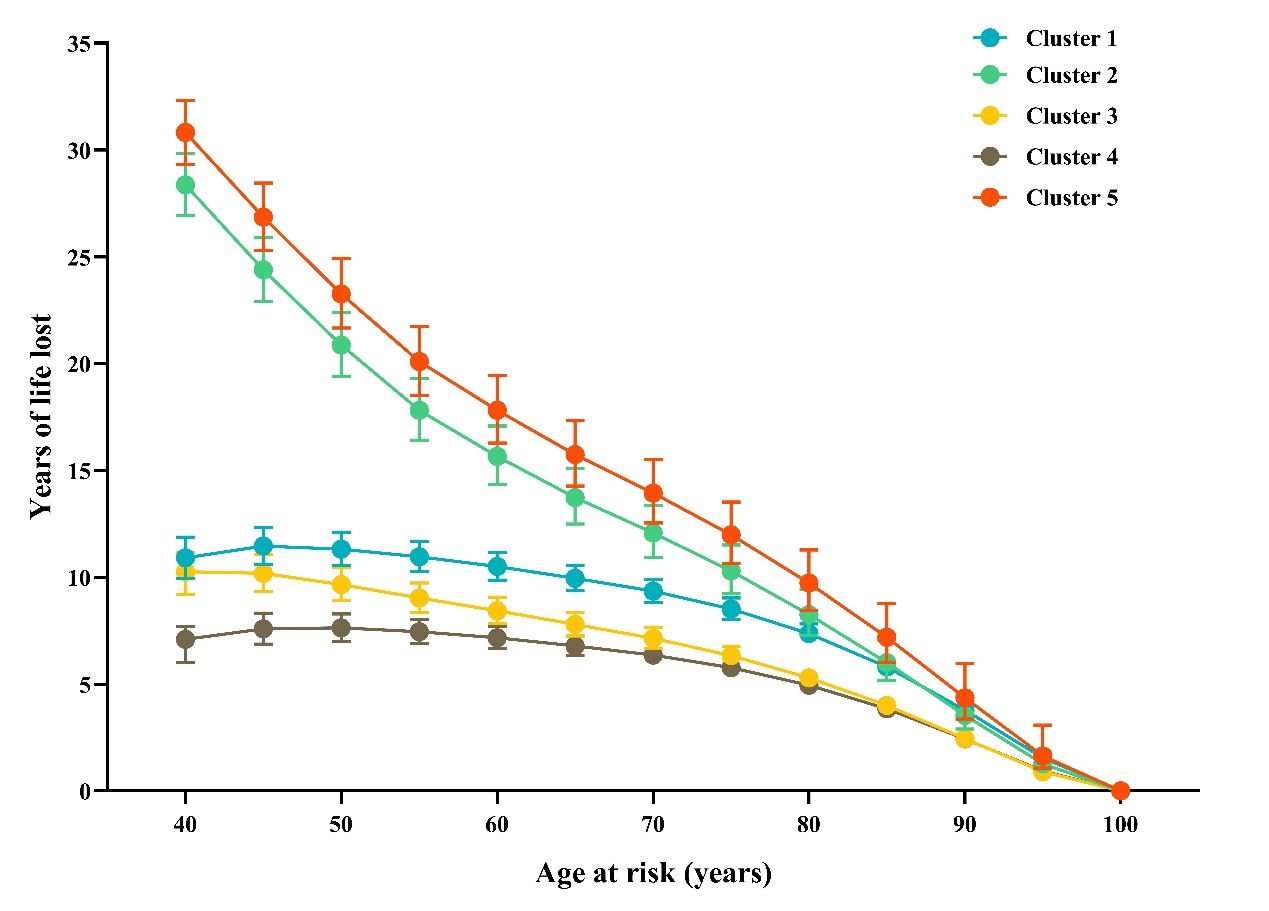 Cluster 1
Cluster 2
Cluster 3
Cluster 4
Cluster 5
35
30
25
20
15
10
5
0
Years of life lost
40 50 60 70 80 90 100
Age at risk (years)